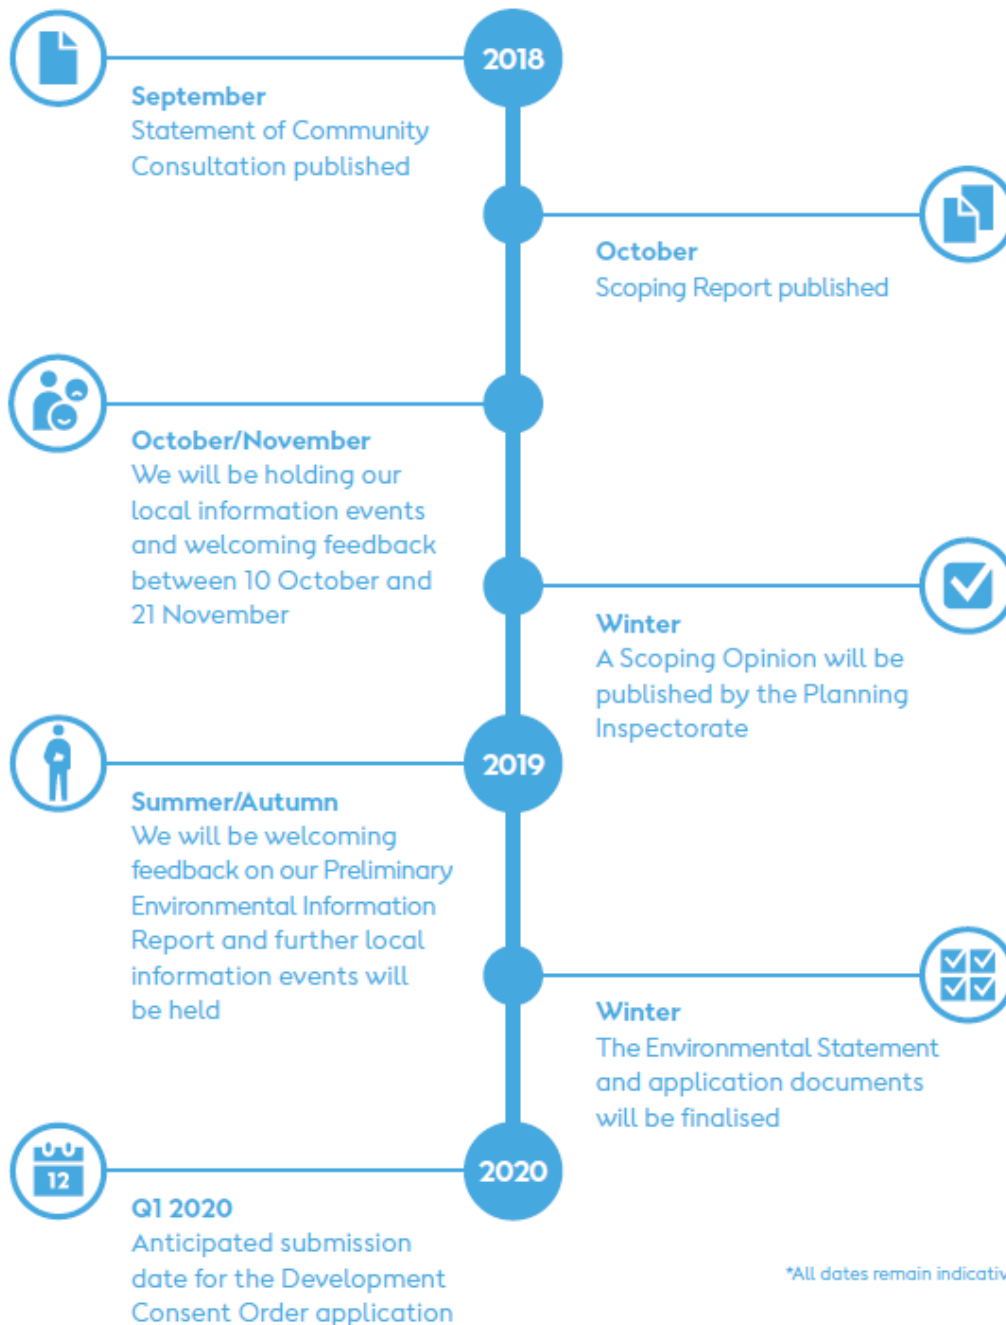 2018
September
Statement of Community
Consultation published
October
Scoping Report published
October/November
We will be holding our
local information events
and welcoming feedback
between 10 October and
21 November
Winter
A Scoping Opinion will be
published by the Planning
Inspectorate
2019
Summer/Autumn
We will be welcoming
feedback on our Preliminary
Environmental Information
Report and further local
information events will
be held
Winter
The Environmental Statement
and application documents
will be finalised
12
2020
Q1 2020
Anticipated submission
date for the Development
Consent Order application
*All dates remain